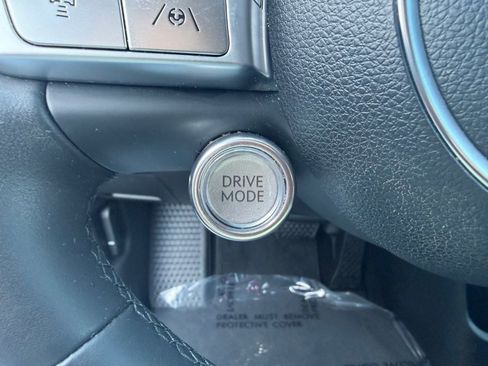 DRIVE
MODE
DEALER MUST REMOVE
PROTECTIVE COVER